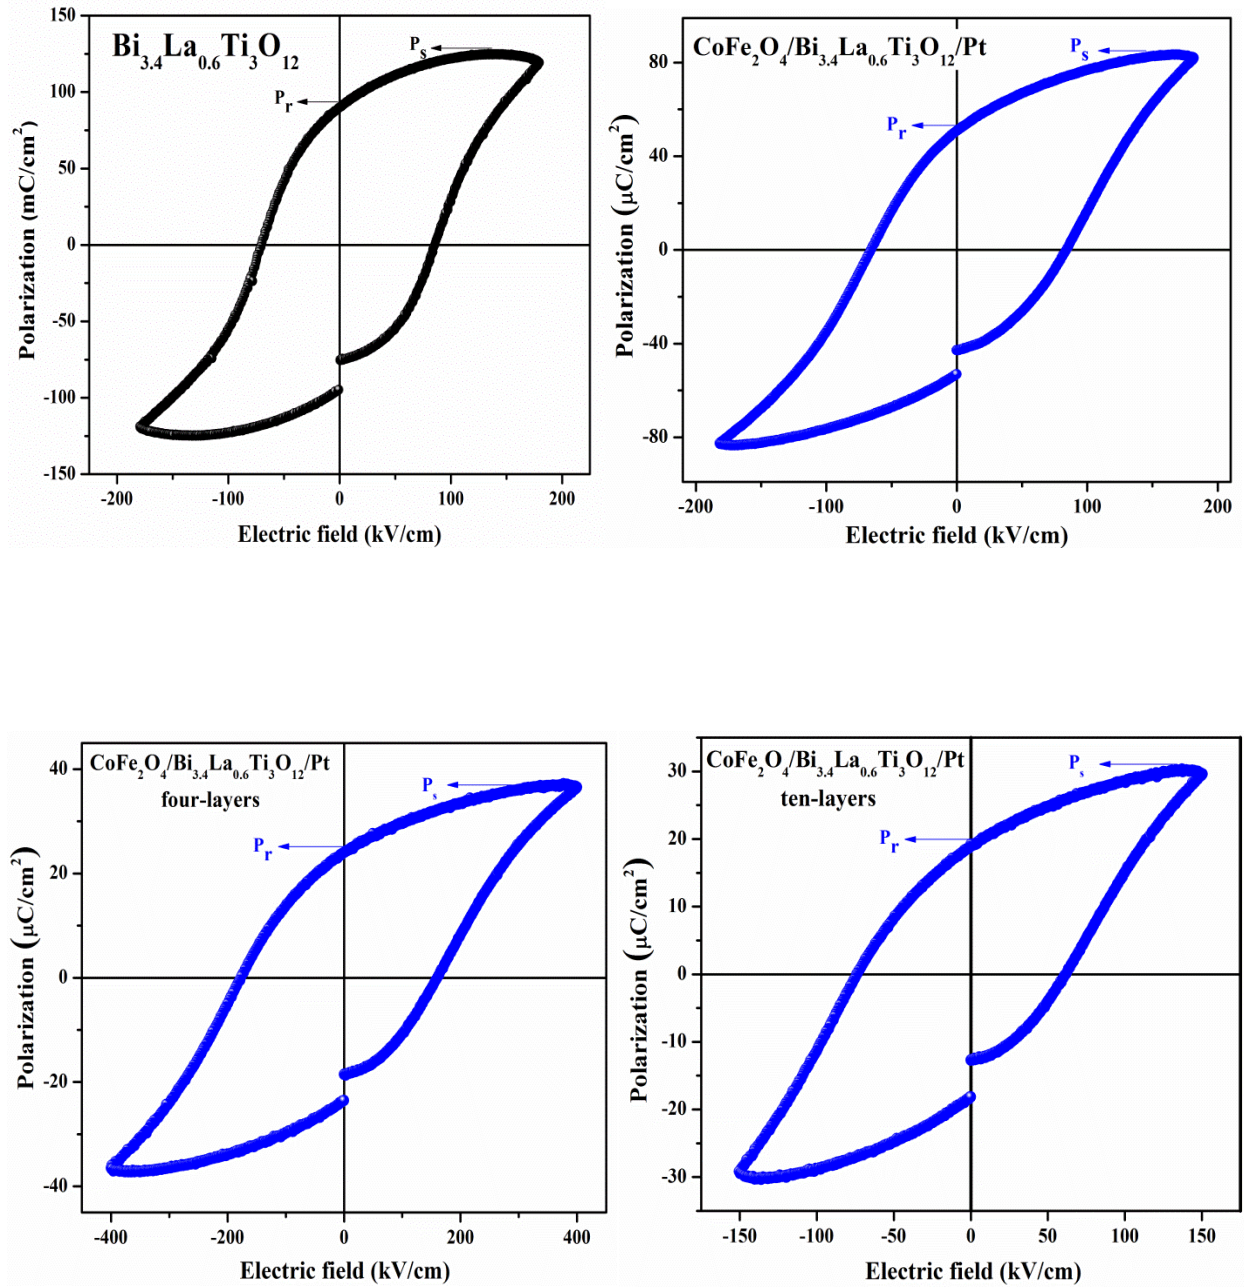 Bi3.4La0.6Ti3O12
Ps
Pr
150
100
50
0
-50
-100
-150
Polarization (mC/cm2)
-200
-100
0
100
200
Electric field (kV/cm)
CoFe2O4/Bi3.4La0.6Ti3O12/Pt
Ps
Pr
80
40
0
-40
-80
Polarization (μC/cm2)
-200
-100
0
100
200
Electric field (kV/cm)
CoFe2O4/Bi3.4La0.6Ti3O12/Pt
four-layers
Ps
Pr
40
20
0
-20
-40
Polarization (μC/cm2)
-400
-200
0
200
400
Electric field (kV/cm)
CoFe2O4/Bi3.4La0.6Ti3O12/Pt
ten-layers
Ps
Pr
30
20
10
0
-10
-20
-30
Polarization (μC/cm2)
-150
-100
-50
0
50
100
150
Electric field (kV/cm)